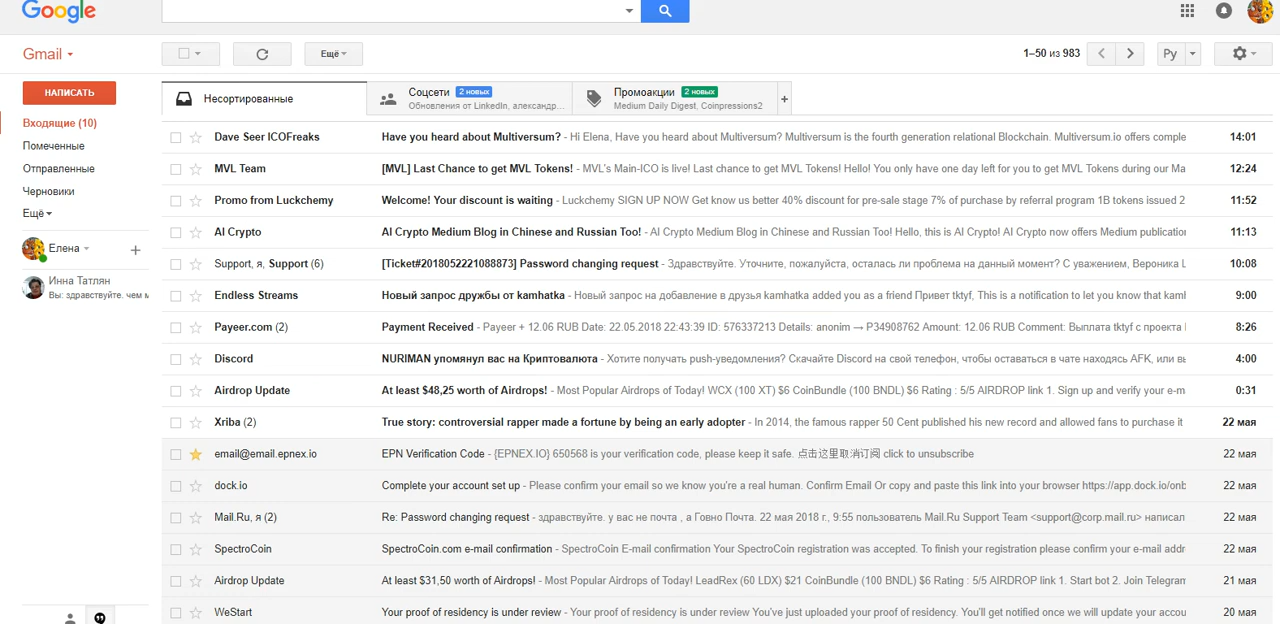 Google
Gmail
Ещё
1–50 из 983
Ру
НАПИСАТЬ
Входящие (10)
Помеченные
Отправленные
Черновики
Ещё
Елена
Инна Татлян
Вы: здравствуйте. чем м
Несортированные
Соцсети 2 новых
Обновления от LinkedIn, александр…
Промоакции 2 новых
Medium Daily Digest, Coinpressions2
Dave Seer ICOFreaks Have you heard about Multiversum? - Hi Elena, Have you heard about Multiversum? Multiversum is the fourth generation relational Blockchain. Multiversum.io offers comple 14:01
MVL Team [MVL] Last Chance to get MVL Tokens! - MVL's Main-ICO is live! Last chance to get MVL Tokens! Hello! You only have one day left for you to get MVL Tokens during our Ma 12:24
Promo from Luckchemy Welcome! Your discount is waiting - Luckchemy SIGN UP NOW Get know us better 40% discount for pre-sale stage 7% of purchase by referral program 1B tokens issued 2 11:52
AI Crypto AI Crypto Medium Blog in Chinese and Russian Too! - AI Crypto Medium Blog in Chinese and Russian Too! Hello, this is AI Crypto! AI Crypto now offers Medium publication 11:13
Support, я, Support (6) [Ticket#2018052221088873] Password changing request - Здравствуйте. Уточните, пожалуйста, осталась ли проблема на данный момент? С уважением, Вероника L 10:08
Endless Streams Новый запрос дружбы от kamhatka - Новый запрос на добавление в друзья kamhatka added you as a friend Привет tktyf, This is a notification to let you know that kamh 9:00
Payeer.com (2) Payment Received - Payeer + 12.06 RUB Date: 22.05.2018 22:43:39 ID: 576337213 Details: anonim → P34908762 Amount: 12.06 RUB Comment: Выплата tktyf с проекта 8:26
Discord NURIMAN упомянул вас на Криптовалюта - Хотите получать push-уведомления? Скачайте Discord на свой телефон, чтобы оставаться в чате находясь AFK, или вы 4:00
Airdrop Update At least $48,25 worth of Airdrops! - Most Popular Airdrops of Today! WCX (100 XT) $6 CoinBundle (100 BNDL) $6 Rating : 5/5 AIRDROP link 1. Sign up and verify your e-m 0:31
Xriba (2) True story: controversial rapper made a fortune by being an early adopter - In 2014, the famous rapper 50 Cent published his new record and allowed fans to purchase it 22 мая
email@email.epnex.io EPN Verification Code - {EPNEX.IO} 650568 is your verification code, please keep it safe. 点击这里取消订阅 click to unsubscribe 22 мая
dock.io Complete your account set up - Please confirm your email so we know you're a real human. Confirm Email Or copy and paste this link into your browser https://app.dock.io/onb 22 мая
Mail.Ru, я (2) Re: Password changing request - здравствуйте. у вас не почта , а Говно Почта. 22 мая 2018 г., 9:55 пользователь Mail.Ru Support Team <support@corp.mail.ru> написал: 22 мая
SpectroCoin SpectroCoin.com e-mail confirmation - SpectroCoin E-mail confirmation Your SpectroCoin registration was accepted. To finish your registration please confirm your e-mail addr 22 мая
Airdrop Update At least $31,50 worth of Airdrops! - Most Popular Airdrops of Today! LeadRex (60 LDX) $21 CoinBundle (100 BNDL) $6 Rating : 5/5 AIRDROP link 1. Start bot 2. Join Telegram 21 мая
WeStart Your proof of residency is under review - Your proof of residency is under review You've just uploaded your proof of residency. You'll get notified once we will update your accou 20 мая